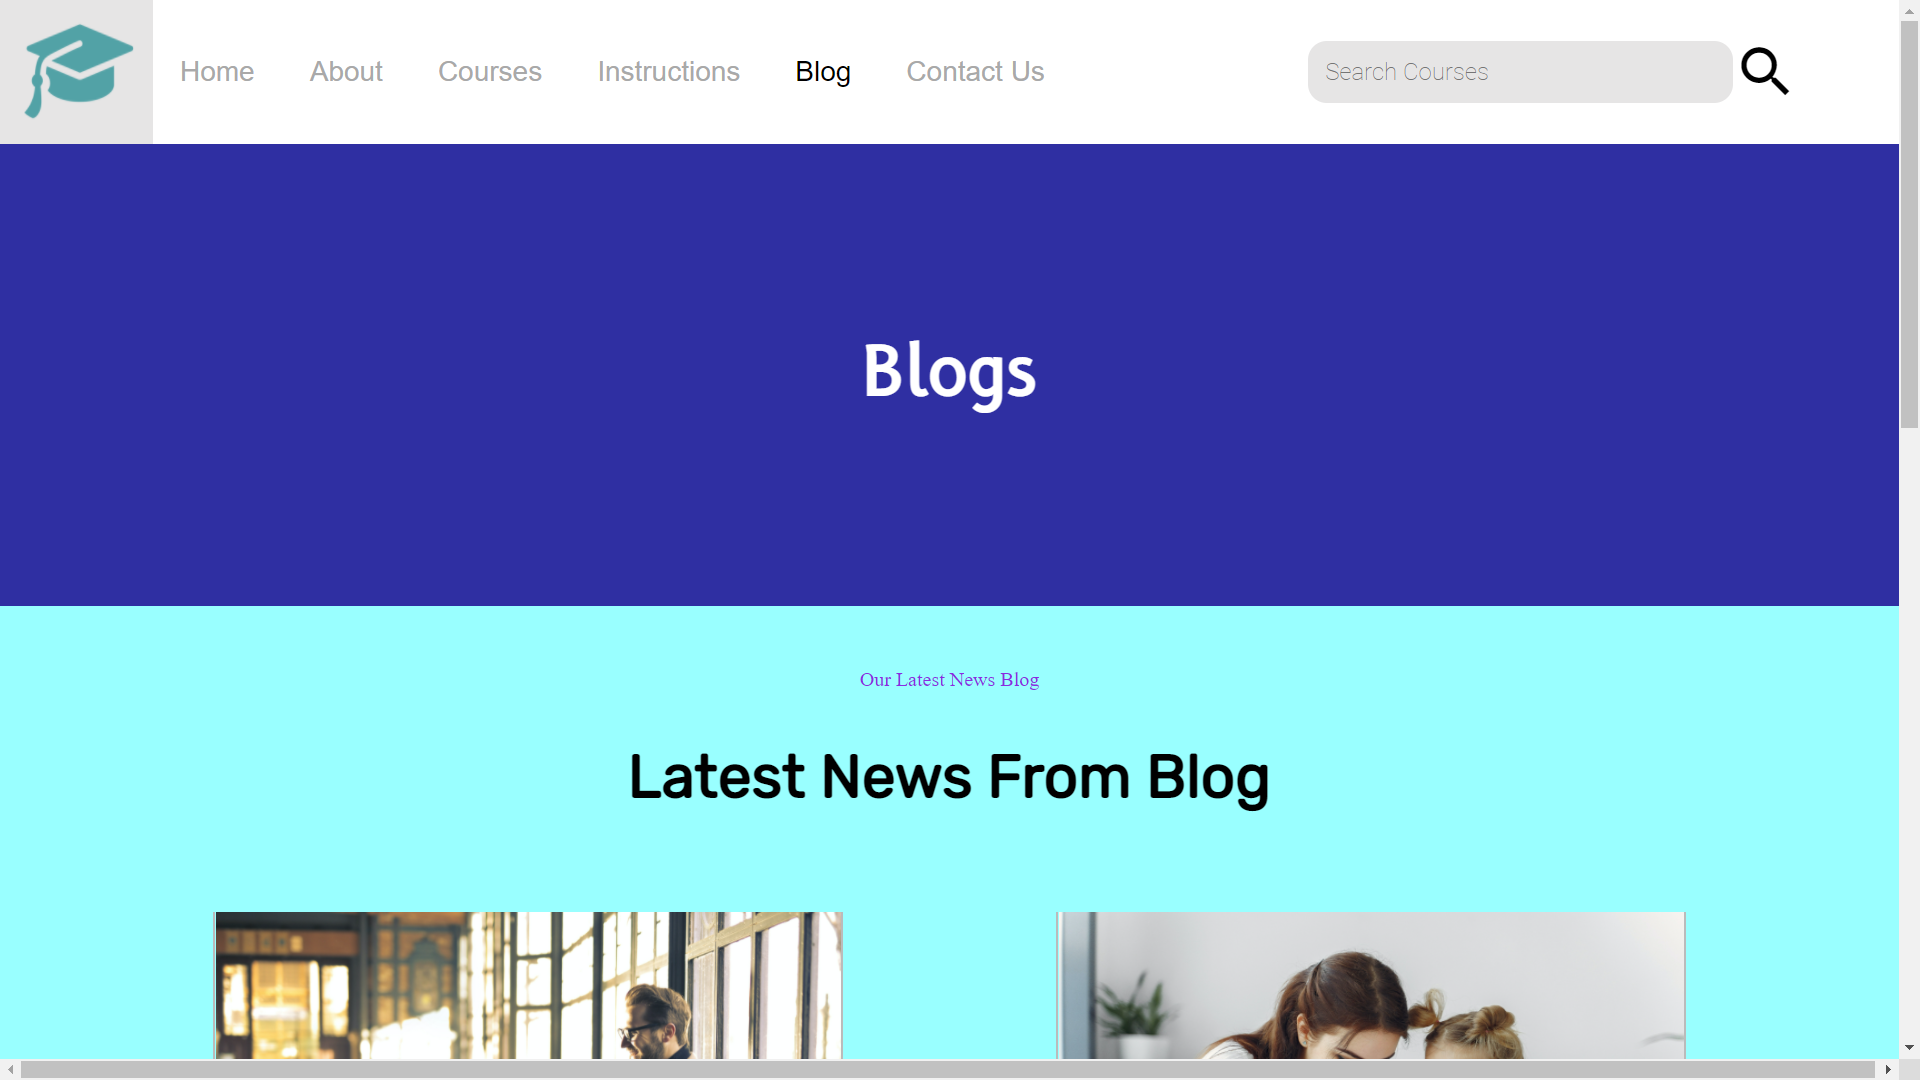 Home
About
Courses
Instructions
Blog
Contact Us
Search Courses
Blogs
Our Latest News Blog
Latest News From Blog